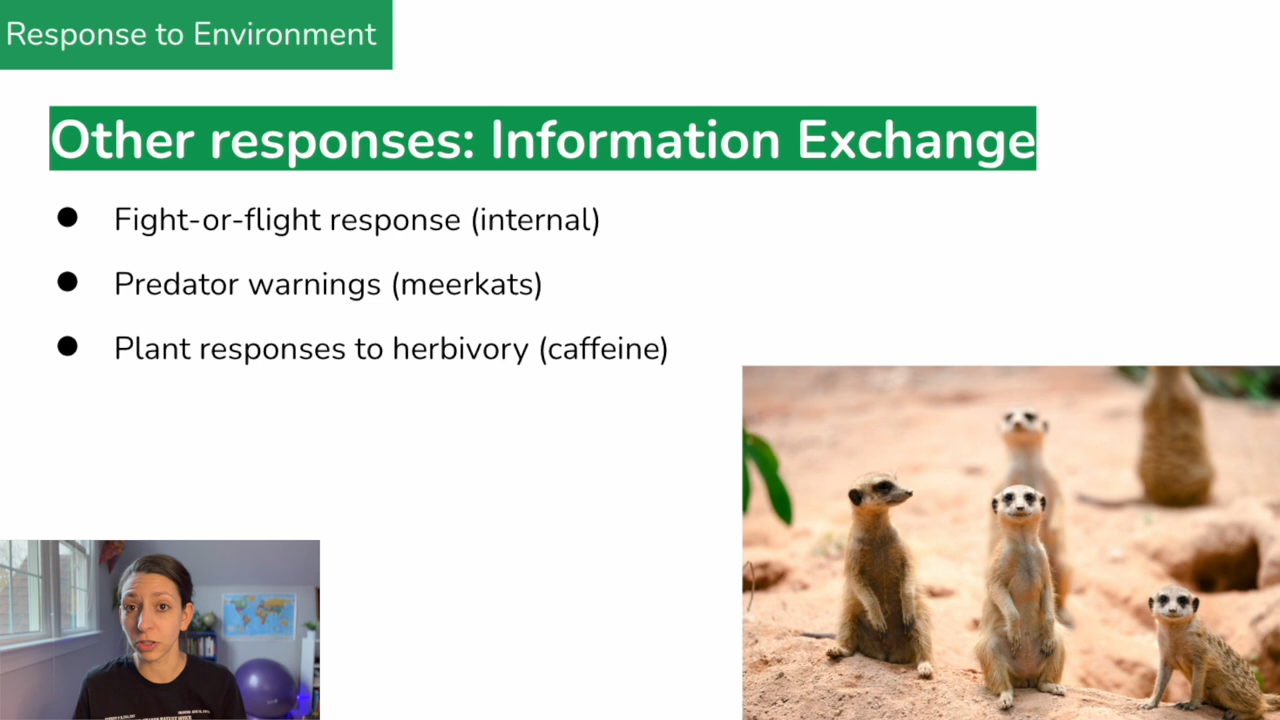 Response to Environment
Other responses: Information Exchange
● Fight-or-flight response (internal)
● Predator warnings (meerkats)
● Plant responses to herbivory (caffeine)